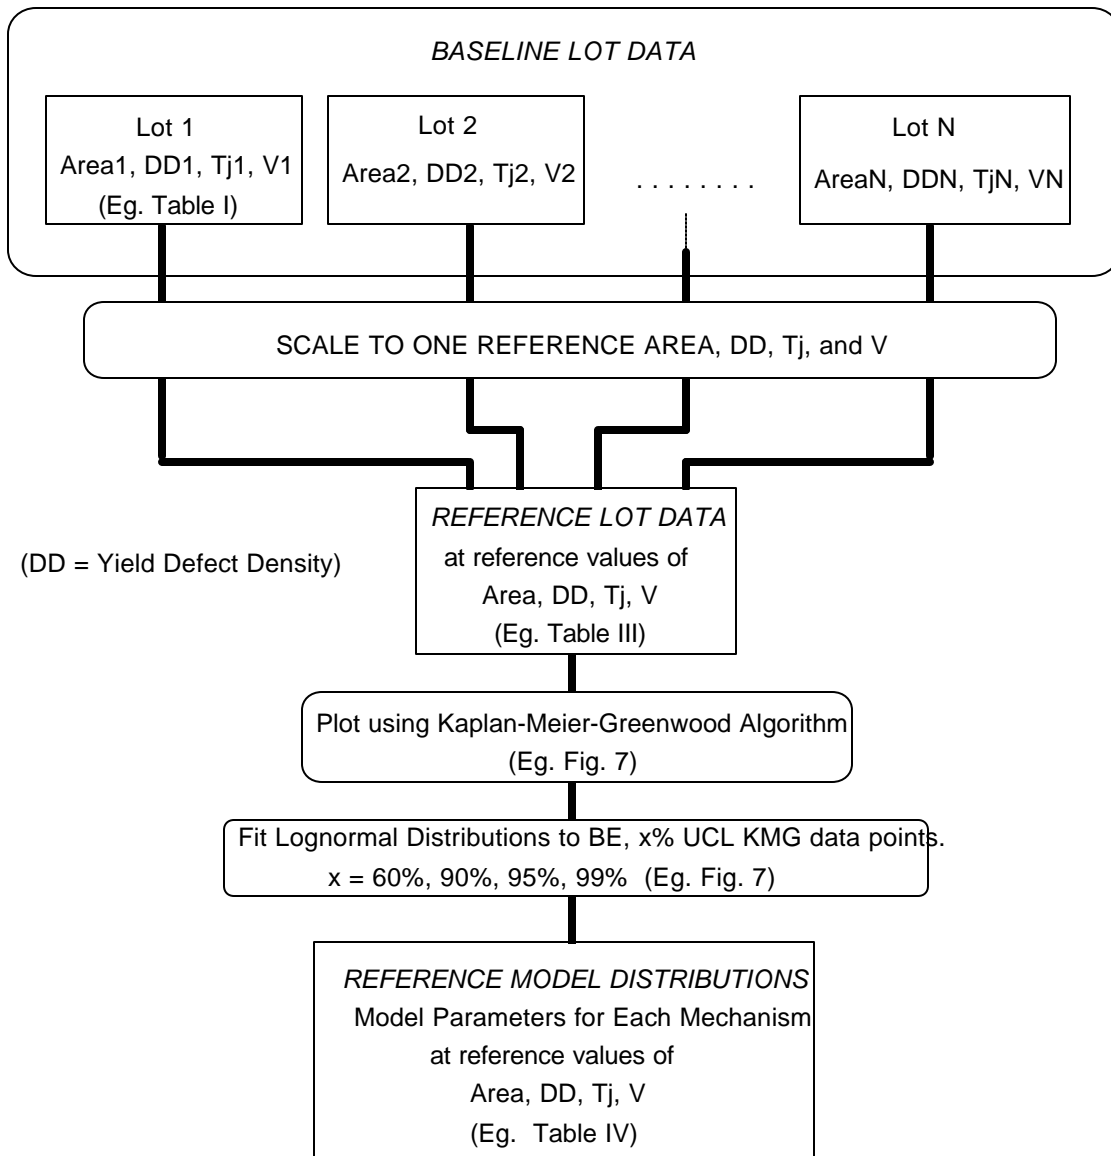 BASELINE LOT DATA
Lot 1
Area1, DD1, Tj1, V1
(Eg. Table I)
Lot 2
Area2, DD2, Tj2, V2
. . . . . . . .
Lot N
AreaN, DDN, TjN, VN
SCALE TO ONE REFERENCE AREA, DD, Tj, and V
REFERENCE LOT DATA
at reference values of
Area, DD, Tj, V
(Eg. Table III)
(DD = Yield Defect Density)
Plot using Kaplan-Meier-Greenwood Algorithm
(Eg. Fig. 7)
Fit Lognormal Distributions to BE, x% UCL KMG data points.
x = 60%, 90%, 95%, 99% (Eg. Fig. 7)
REFERENCE MODEL DISTRIBUTIONS
Model Parameters for Each Mechanism
at reference values of
Area, DD, Tj, V
(Eg. Table IV)